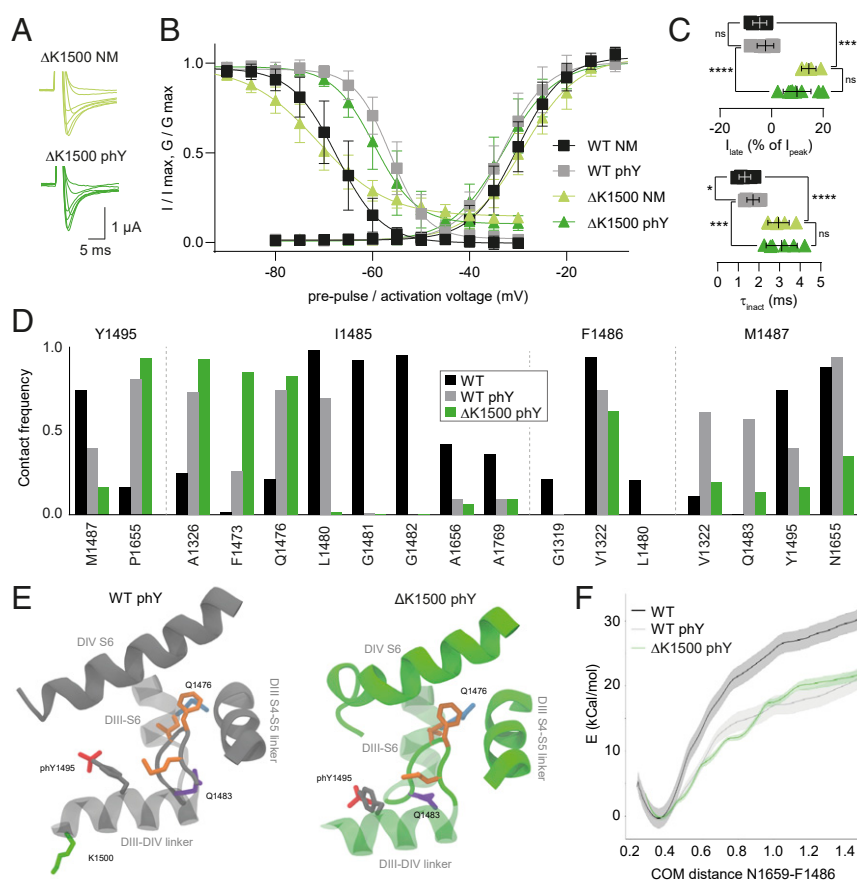 A
ΔK1500 NM
ΔK1500 phY
1 μA
5 ms
B
I / I max, G / G max
1.0
0.5
0.0
-80
-60
-40
-20
pre-pulse / activation voltage (mV)
WT NM
WT phY
ΔK1500 NM
ΔK1500 phY
C
ns
****
***
ns
-20
0
20
I late (% of I peak)
*
***
****
ns
0 1 2 3 4 5
τ inact (ms)
D
Y1495
I1485
F1486
M1487
Contact frequency
1.0
0.5
0.0
WT
WT phY
ΔK1500 phY
M1487
P1655
A1326
F1473
Q1476
L1480
G1481
G1482
A1656
A1769
G1319
V1322
L1480
V1322
Q1483
Y1495
N1655
E
WT phY
DIV S6
Q1476
DIII-S6
DIII S4-S5 linker
phY1495
Q1483
K1500
DIII-DIV linker
ΔK1500 phY
DIV S6
Q1476
DIII-S6
DIII S4-S5 linker
phY1495
Q1483
DIII-DIV linker
F
WT
WT phY
ΔK1500 phY
E (kCal/mol)
30
20
10
0
0.2 0.4 0.6 0.8 1.0 1.2 1.4
COM distance N1659-F1486